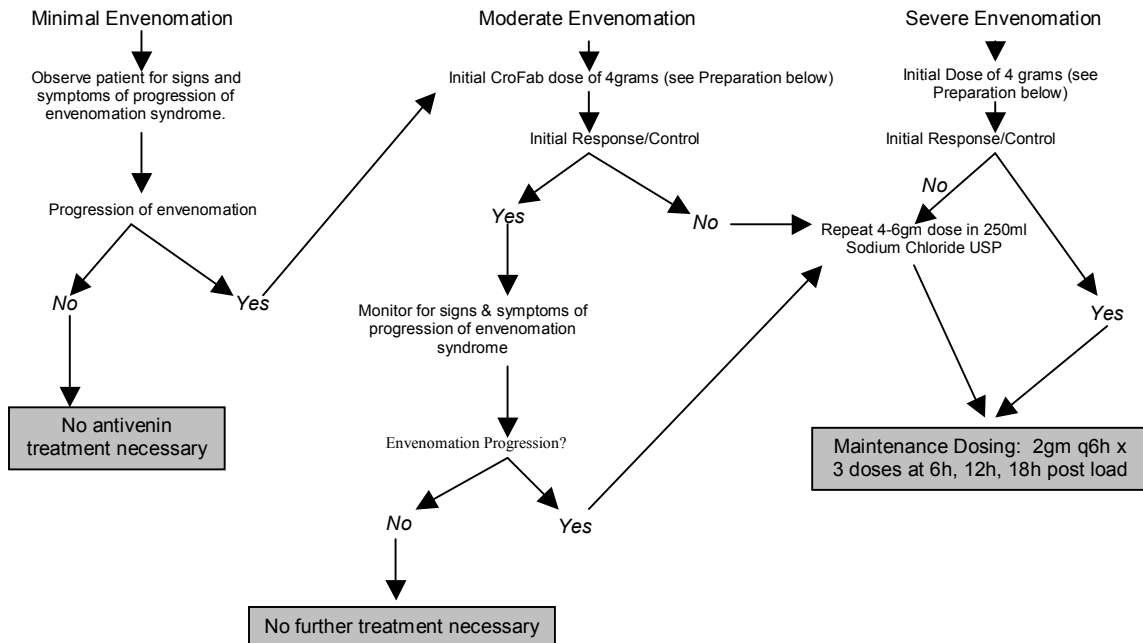 Minimal Envenomation
Observe patient for signs and
symptoms of progression of
envenomation syndrome.
Progression of envenomation
No
Yes
No antivenin
treatment necessary
Moderate Envenomation
Initial CroFab dose of 4grams (see Preparation below)
Initial Response/Control
Yes
No
Monitor for signs & symptoms of
progression of envenomation
syndrome
Envenomation Progression?
No
Yes
No further treatment necessary
Severe Envenomation
Initial Dose of 4 grams (see
Preparation below)
Initial Response/Control
No
Repeat 4-6gm dose in 250ml
Sodium Chloride USP
Yes
Maintenance Dosing: 2gm q6h x
3 doses at 6h, 12h, 18h post load